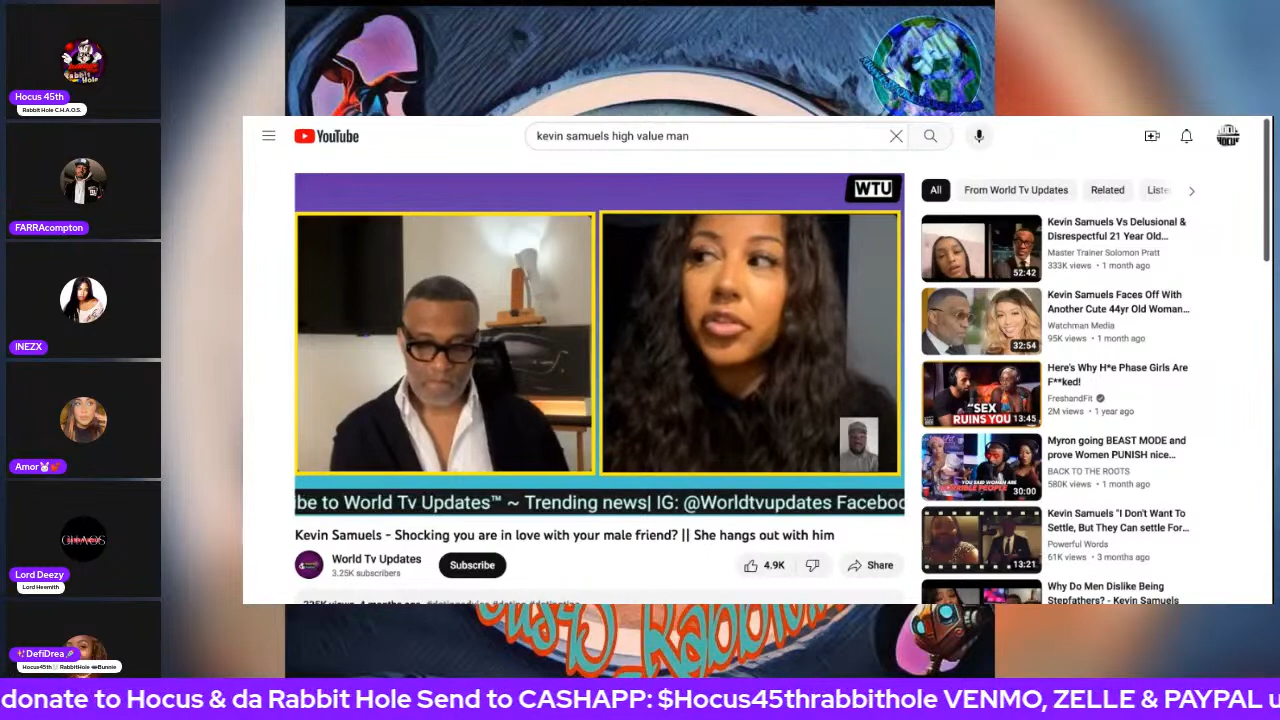 Hocus 45th
Rabbit Hole C.H.A.O.S.
FARRAcompton
INEZX
Amor
Lord Deezy
Lord Heemith
DefiDrea
Hocus45th RabbitHole Bunnie
YouTube
kevin samuels high value man
WTU
be to World Tv Updates™ ~ Trending news| IG: @Worldtvupdates Faceboo
Kevin Samuels - Shocking you are in love with your male friend? || She hangs out with him
World Tv Updates
3.25K subscribers
Subscribe
4.9K
Share
All
From World Tv Updates
Related
Liste
Kevin Samuels Vs Delusional &
Disrespectful 21 Year Old...
Master Trainer Solomon Pratt
333K views • 1 month ago
52:42
Kevin Samuels Faces Off With
Another Cute 44yr Old Woman...
Watchman Media
95K views • 1 month ago
32:54
Here's Why H*e Phase Girls Are
F**ked!
FreshandFit
2M views • 1 year ago
"SEX
RUINS YOU
13:45
Myron going BEAST MODE and
prove Women PUNISH nice...
BACK TO THE ROOTS
580K views • 1 month ago
30:00
Kevin Samuels "I Don't Want To
Settle, But They Can settle For...
Powerful Words
61K views • 3 months ago
13:21
Why Do Men Dislike Being
Stepfathers? - Kevin Samuels
donate to Hocus & da Rabbit Hole Send to CASHAPP: $Hocus45thrabbithole VENMO, ZELLE & PAYPAL u